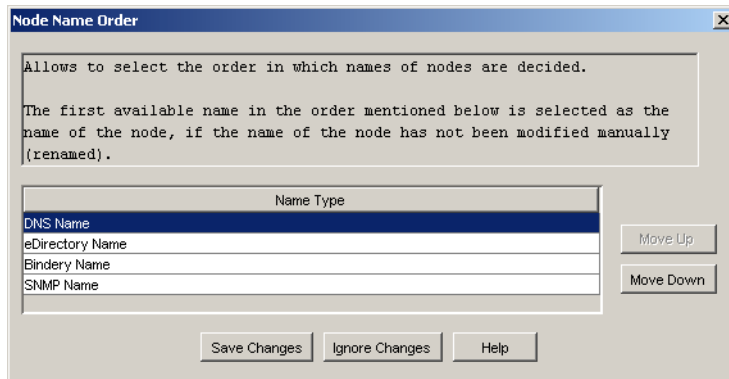 Node Name Order
Allows to select the order in which names of nodes are decided.
The first available name in the order mentioned below is selected as the
name of the node, if the name of the node has not been modified manually
(renamed).
Name Type
DNS Name
eDirectory Name
Bindery Name
SNMP Name
Move Up
Move Down
Save Changes
Ignore Changes
Help